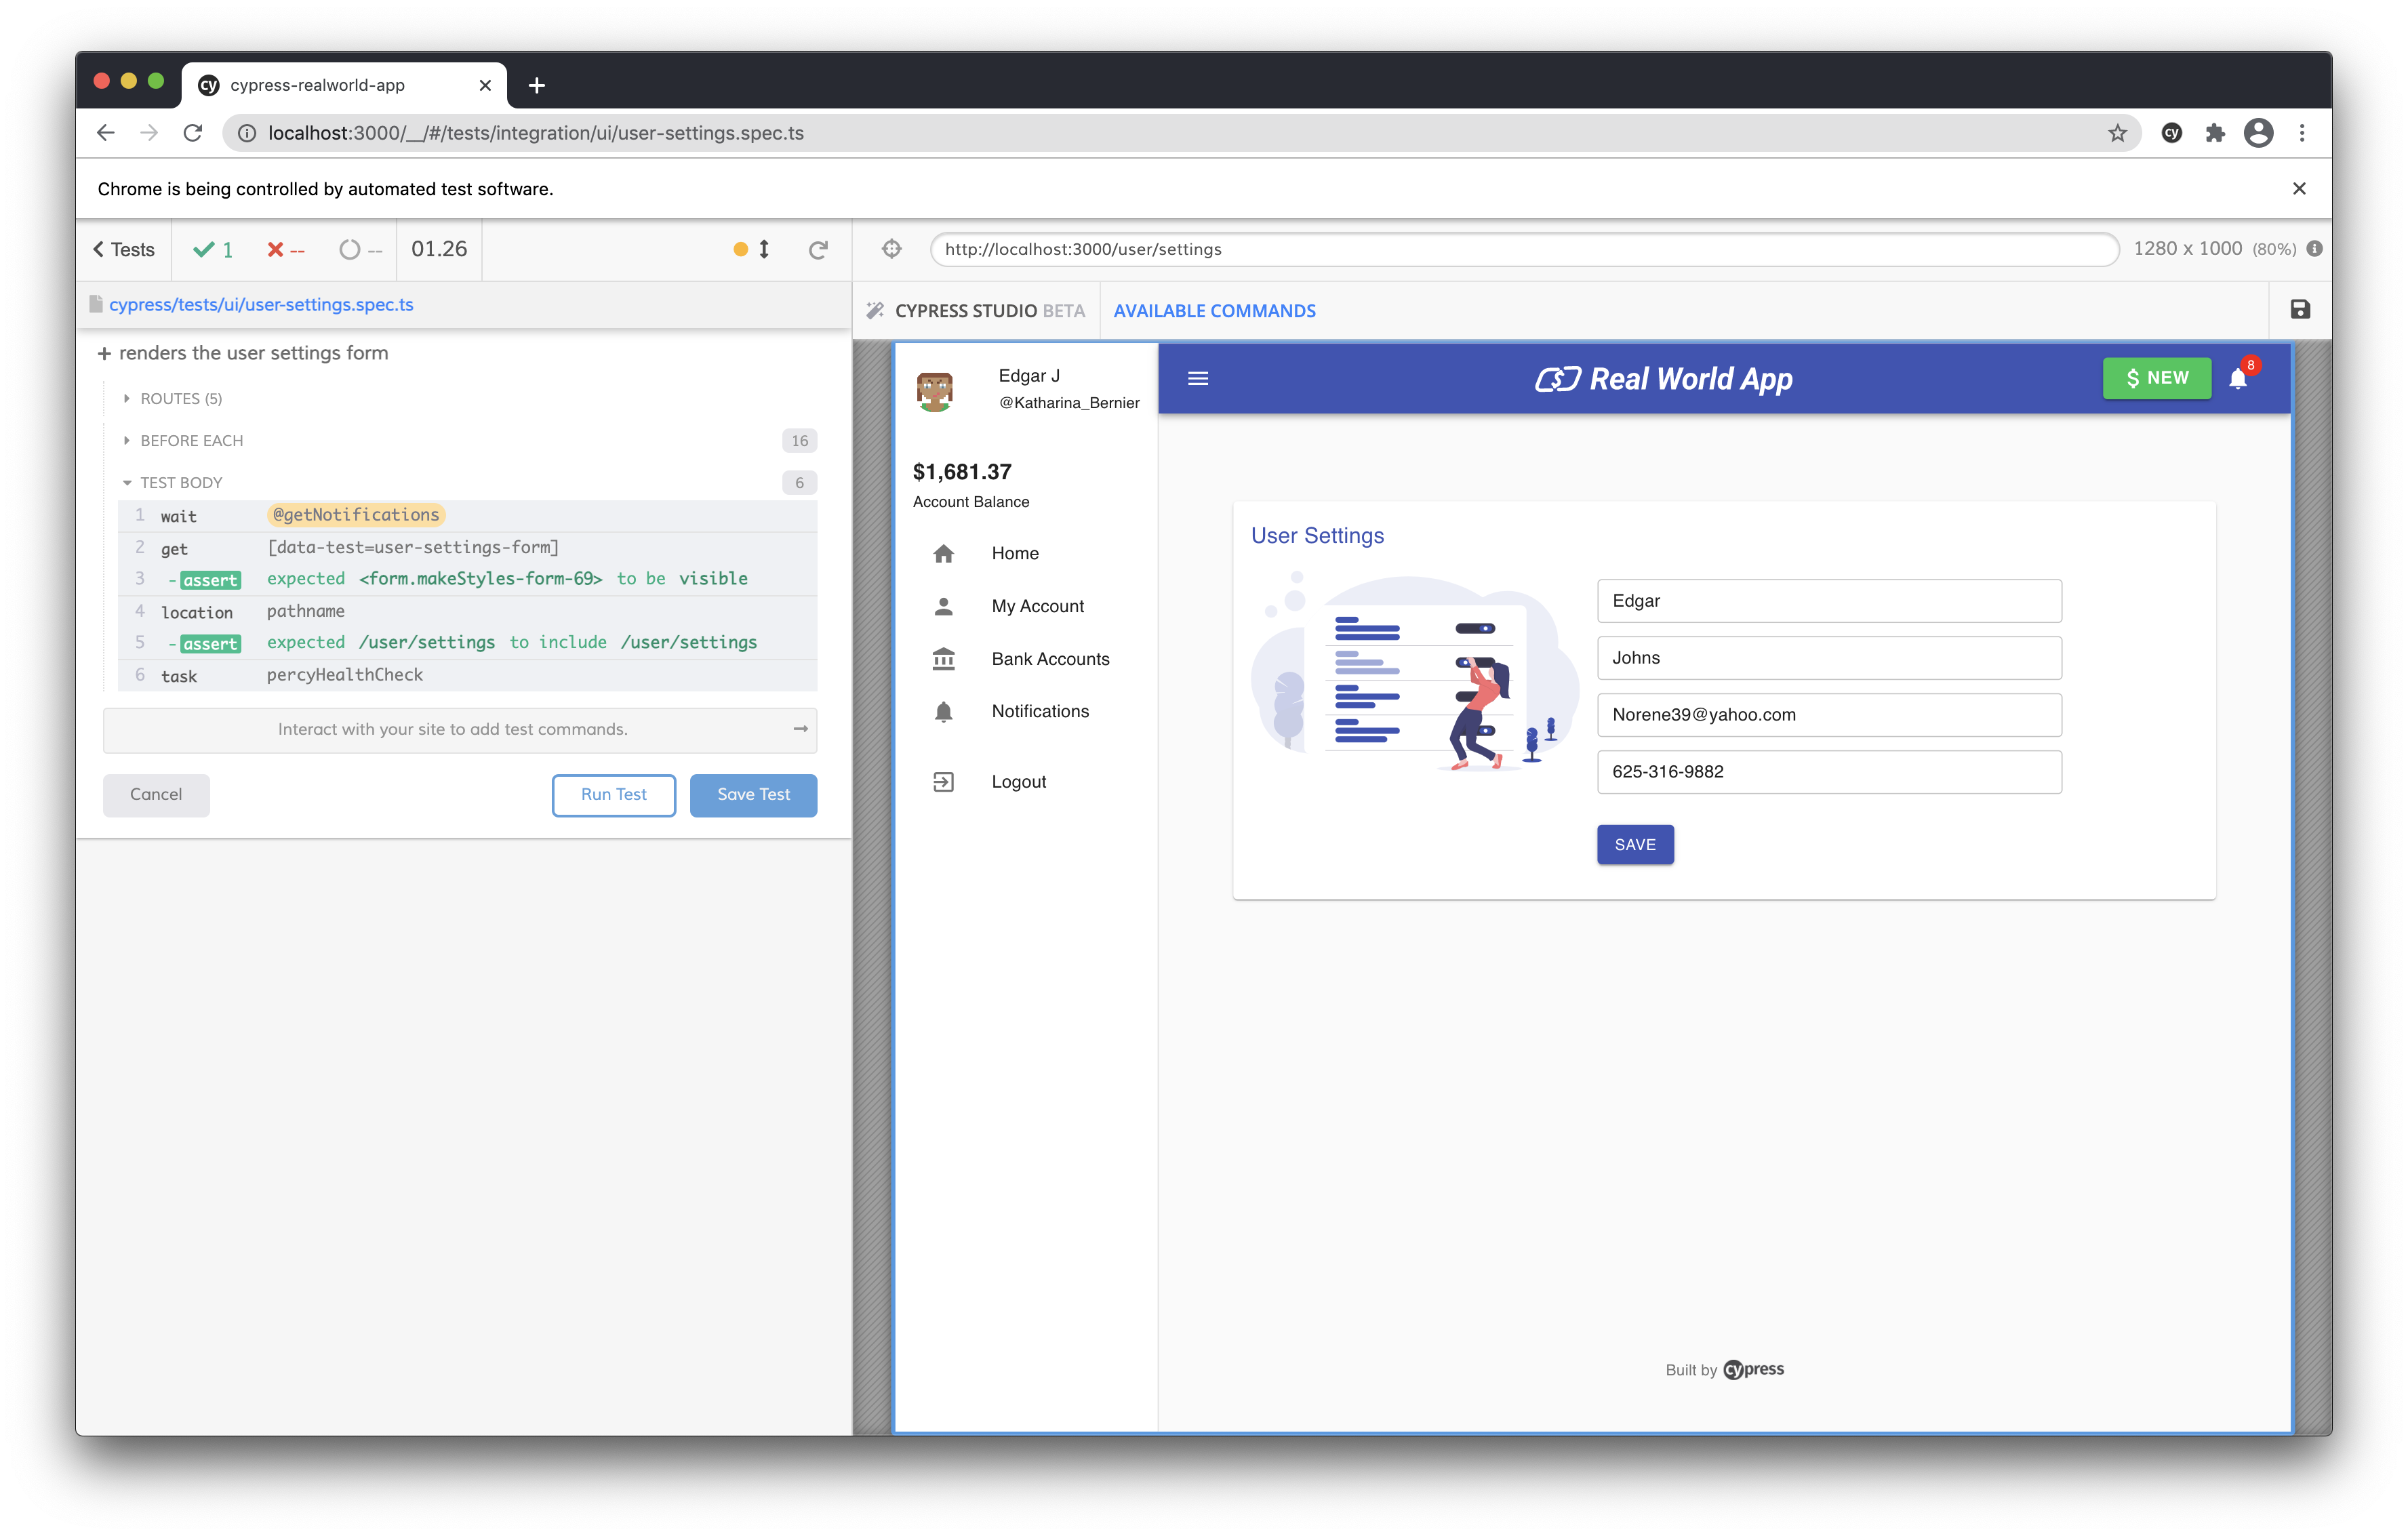 cy cypress-realworld-app
localhost:3000/__/#/tests/integration/ui/user-settings.spec.ts
cy
Chrome is being controlled by automated test software.
Tests 1 -- -- 01.26
http://localhost:3000/user/settings
1280 x 1000 (80%)
cypress/tests/ui/user-settings.spec.ts
CYPRESS STUDIO BETA
AVAILABLE COMMANDS
renders the user settings form
ROUTES (5)
BEFORE EACH 16
TEST BODY 6
1 wait @getNotifications
2 get [data-test=user-settings-form]
3 -assert expected <form.makeStyles-form-69> to be visible
4 location pathname
5 -assert expected /user/settings to include /user/settings
6 task percyHealthCheck
Interact with your site to add test commands.
Cancel
Run Test
Save Test
Edgar J
@Katharina_Bernier
$1,681.37
Account Balance
Home
My Account
Bank Accounts
Notifications
Logout
Real World App
$ NEW
8
User Settings
Edgar
Johns
Norene39@yahoo.com
625-316-9882
SAVE
Built by cypress